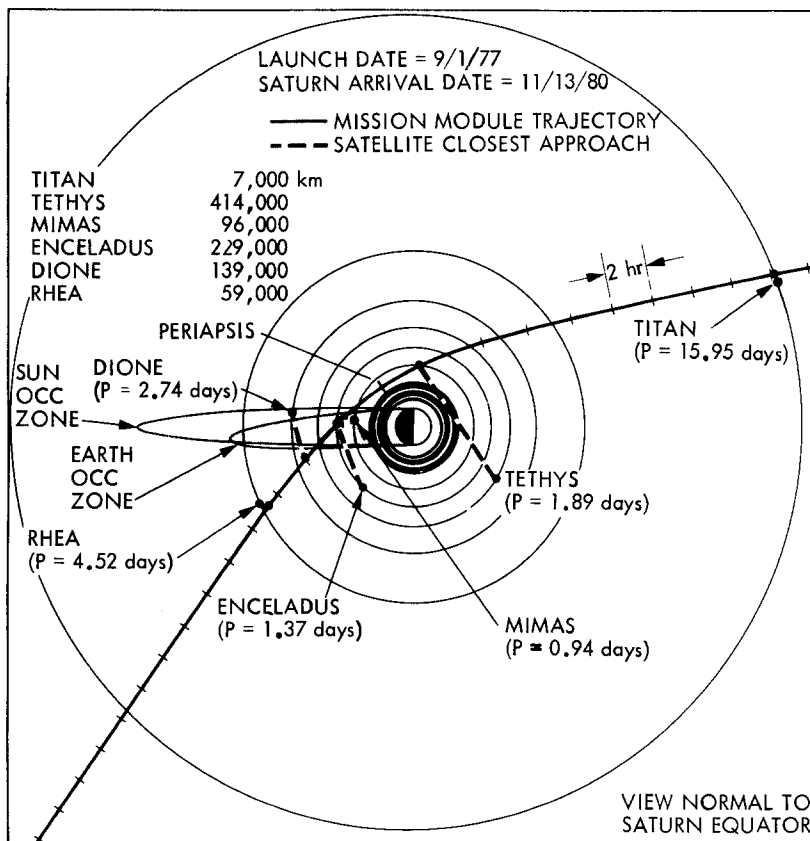 LAUNCH DATE = 9/1/77
SATURN ARRIVAL DATE = 11/13/80
MISSION MODULE TRAJECTORY
SATELLITE CLOSEST APPROACH
TITAN 7,000 km
TETHYS 414,000
MIMAS 96,000
ENCELADUS 229,000
DIONE 139,000
RHEA 59,000
2 hr
TITAN
(P = 15.95 days)
PERIAPSIS
SUN
OCC
ZONE
DIONE
(P = 2.74 days)
EARTH
OCC
ZONE
TETHYS
(P = 1.89 days)
RHEA
(P = 4.52 days)
ENCELADUS
(P = 1.37 days)
MIMAS
(P = 0.94 days)
VIEW NORMAL TO
SATURN EQUATOR